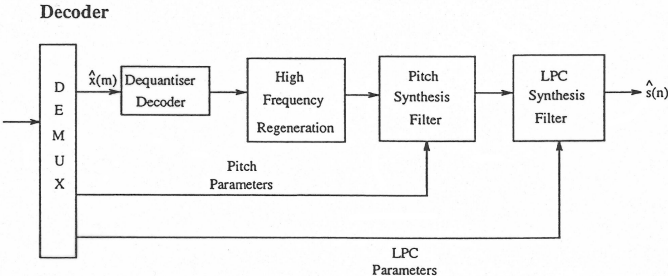 Decoder
D
E
M
U
X
x̂(m)
Dequantiser
Decoder
High
Frequency
Regeneration
Pitch
Synthesis
Filter
LPC
Synthesis
Filter
ŝ(n)
Pitch
Parameters
LPC
Parameters